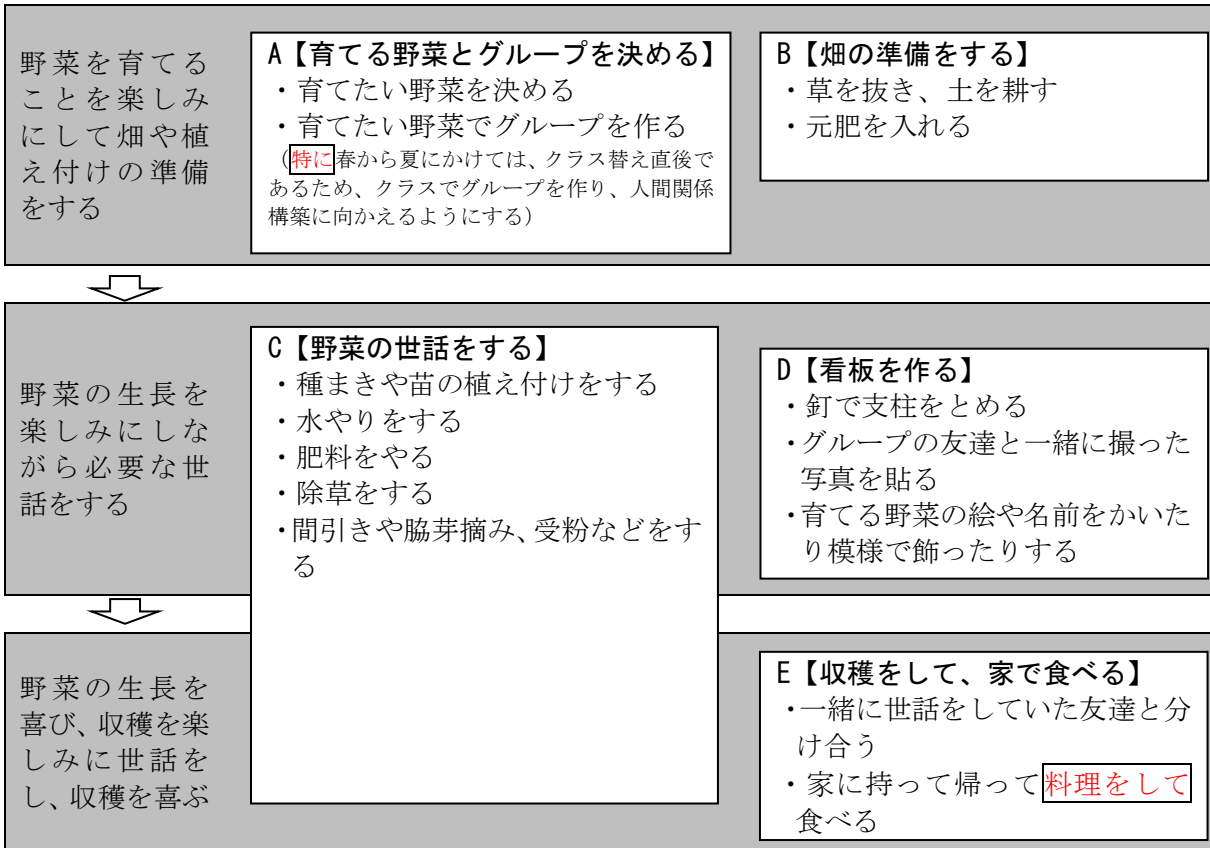 野菜を育てる
ことを楽しみ
にして畑や植
え付けの準備
をする
A【育てる野菜とグループを決める】
・育てたい野菜を決める
・育てたい野菜でグループを作る
(特に春から夏にかけては、クラス替え直後で
あるため、クラスでグループを作り、人間関係
構築に向かえるようにする)
B【畑の準備をする】
・草を抜き、土を耕す
・元肥を入れる
野菜の生長を
楽しみにしな
がら必要な世
話をする
C【野菜の世話をする】
・種まきや苗の植え付けをする
・水やりをする
・肥料をやる
・除草をする
・間引きや脇芽摘み、受粉などをす
る
D【看板を作る】
・釘で支柱をとめる
・グループの友達と一緒に撮った
写真を貼る
・育てる野菜の絵や名前をかいた
り模様で飾ったりする
野菜の生長を
喜び、収穫を楽
しみに世話を
し、収穫を喜ぶ
E【収穫をして、家で食べる】
・一緒に世話をしていた友達と分
け合う
・家に持って帰って料理をして
食べる